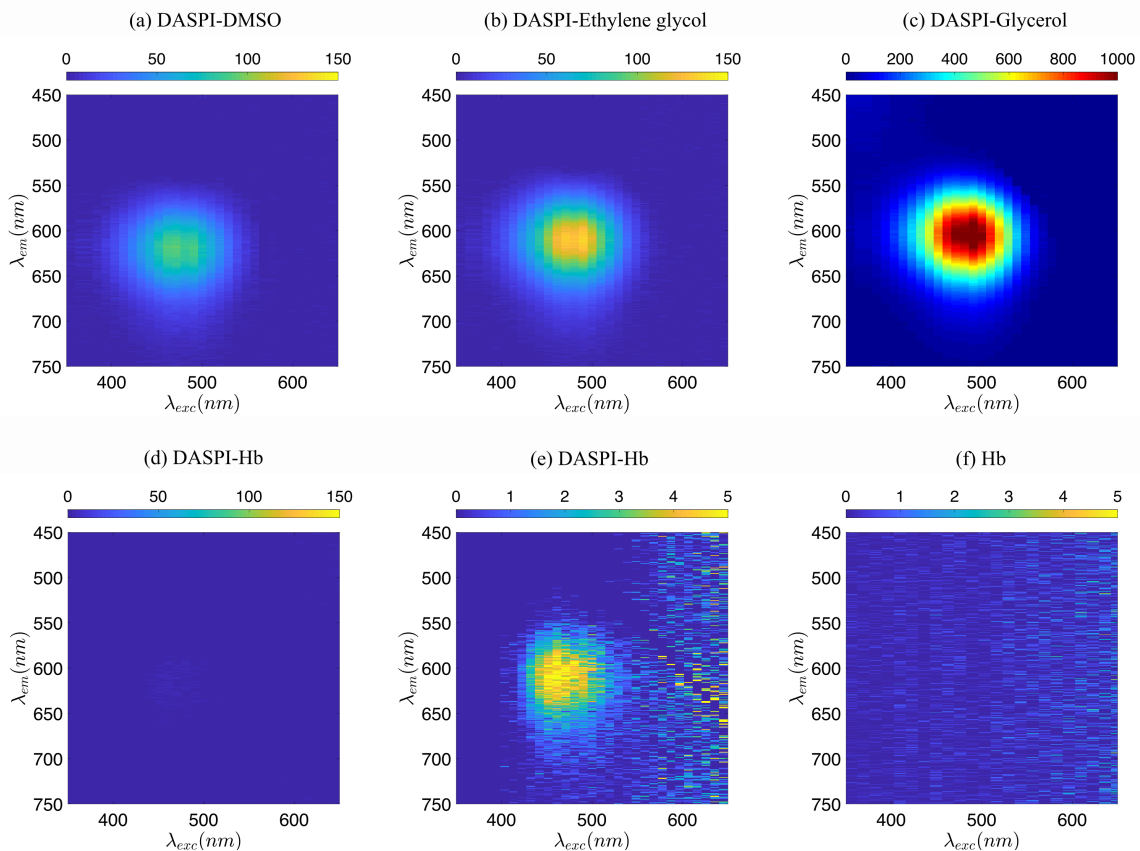 (a) DASPI-DMSO
(b) DASPI-Ethylene glycol
(c) DASPI-Glycerol
0 50 100 150
0 50 100 150
0 200 400 600 800 1000
450
500
550
600
650
700
750
λem(nm)
400 500 600
λexc(nm)
450
500
550
600
650
700
750
λem(nm)
400 500 600
λexc(nm)
450
500
550
600
650
700
750
λem(nm)
400 500 600
λexc(nm)
(d) DASPI-Hb
(e) DASPI-Hb
(f) Hb
0 50 100 150
0 1 2 3 4 5
0 1 2 3 4 5
450
500
550
600
650
700
750
λem(nm)
400 500 600
λexc(nm)
450
500
550
600
650
700
750
λem(nm)
400 500 600
λexc(nm)
450
500
550
600
650
700
750
λem(nm)
400 500 600
λexc(nm)